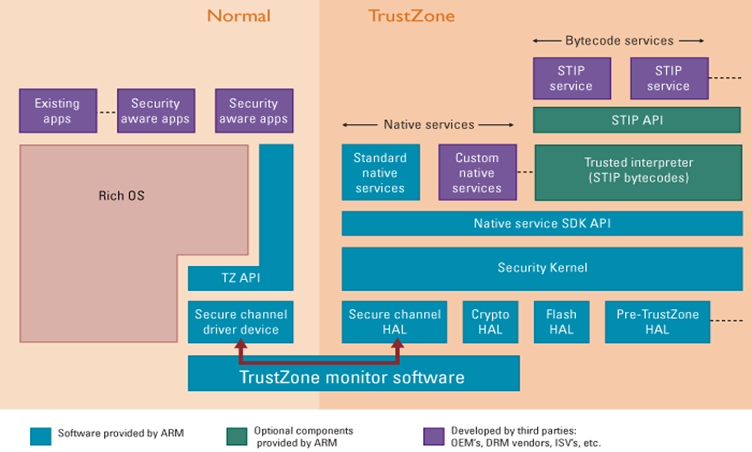 Normal
TrustZone
Bytecode services
STIP
service
STIP
service
Existing
apps
Security
aware apps
Security
aware apps
STIP API
Native services
Standard
native
services
Custom
native
services
Trusted interpreter
(STIP bytecodes)
Rich OS
Native service SDK API
TZ API
Security Kernel
Secure channel
driver device
Secure channel
HAL
Crypto
HAL
Flash
HAL
Pre-TrustZone
HAL
TrustZone monitor software
Software provided by ARM
Optional components
provided by ARM
Developed by third parties:
OEM's, DRM vendors, ISV's, etc.